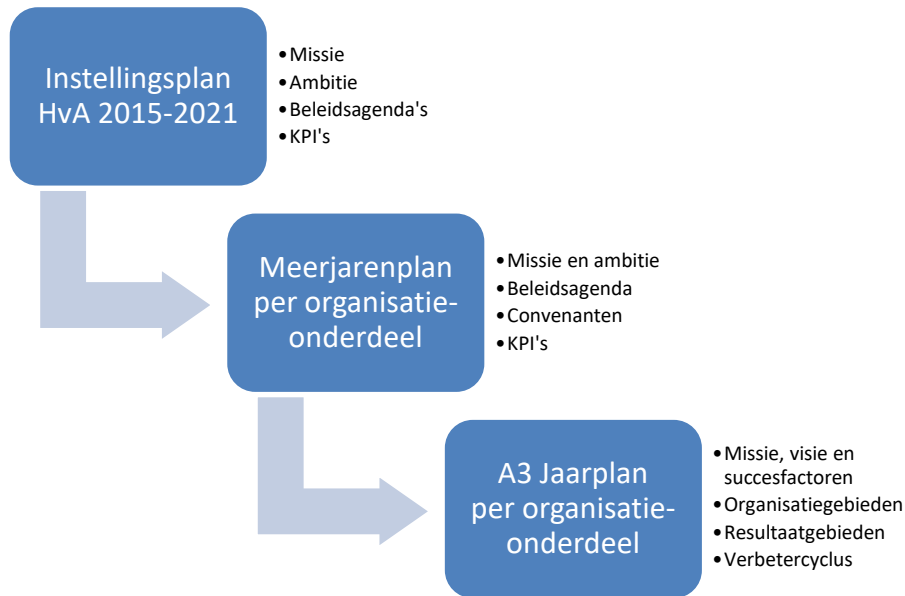 Instellingsplan
HvA 2015-2021
•Missie
•Ambitie
•Beleidsagenda's
•KPI's
Meerjarenplan
per organisatie-
onderdeel
•Missie en ambitie
•Beleidsagenda
•Convenanten
•KPI's
A3 Jaarplan
per organisatie-
onderdeel
•Missie, visie en
succesfactoren
•Organisatiegebieden
•Resultaatgebieden
•Verbetercyclus